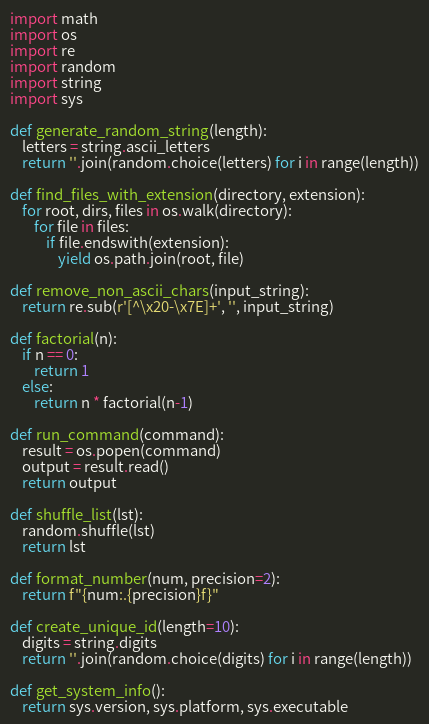 import math
import os
import re
import random
import string
import sys

def generate_random_string(length):
    letters = string.ascii_letters
    return ''.join(random.choice(letters) for i in range(length))

def find_files_with_extension(directory, extension):
    for root, dirs, files in os.walk(directory):
        for file in files:
            if file.endswith(extension):
                yield os.path.join(root, file)

def remove_non_ascii_chars(input_string):
    return re.sub(r'[^\x20-\x7E]+', '', input_string)

def factorial(n):
    if n == 0:
        return 1
    else:
        return n * factorial(n-1)

def run_command(command):
    result = os.popen(command)
    output = result.read()
    return output

def shuffle_list(lst):
    random.shuffle(lst)
    return lst

def format_number(num, precision=2):
    return f"{num:.{precision}f}"

def create_unique_id(length=10):
    digits = string.digits
    return ''.join(random.choice(digits) for i in range(length))

def get_system_info():
    return sys.version, sys.platform, sys.executable